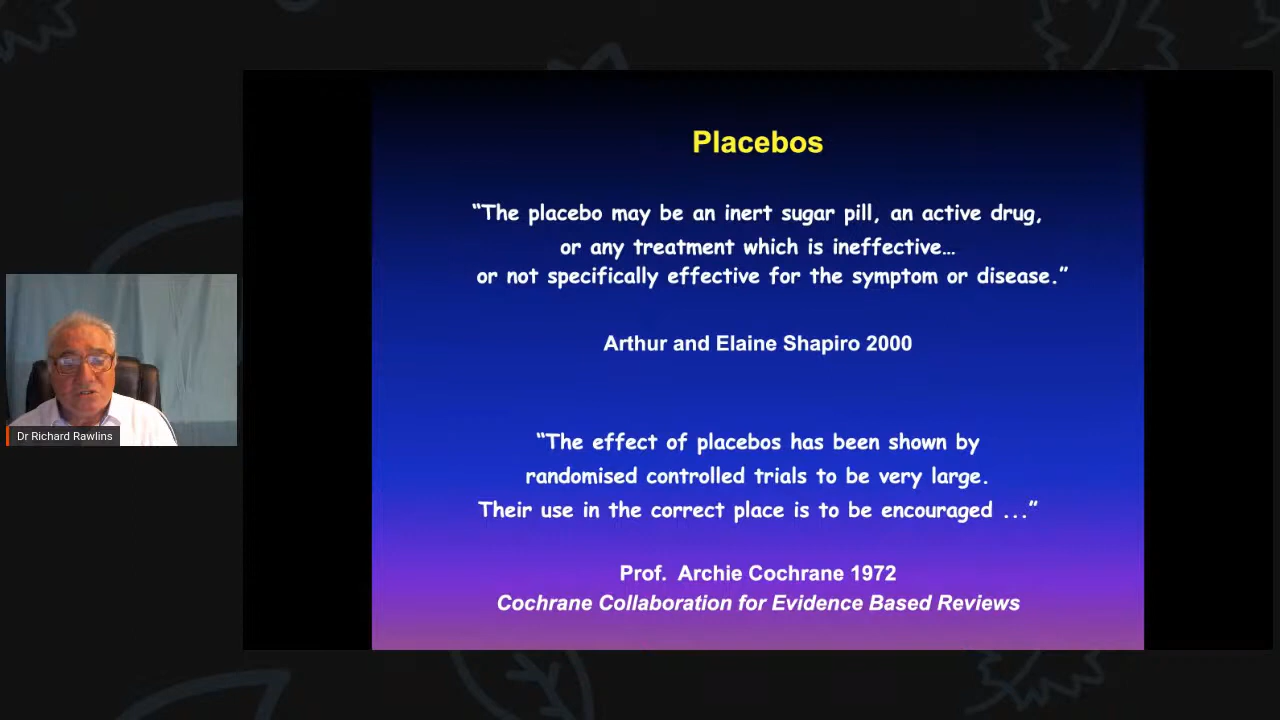 Placebos
“The placebo may be an inert sugar pill, an active drug,
or any treatment which is ineffective…
or not specifically effective for the symptom or disease.”
Arthur and Elaine Shapiro 2000
“The effect of placebos has been shown by
randomised controlled trials to be very large.
Their use in the correct place is to be encouraged ...”
Prof. Archie Cochrane 1972
Cochrane Collaboration for Evidence Based Reviews
Dr Richard Rawlins